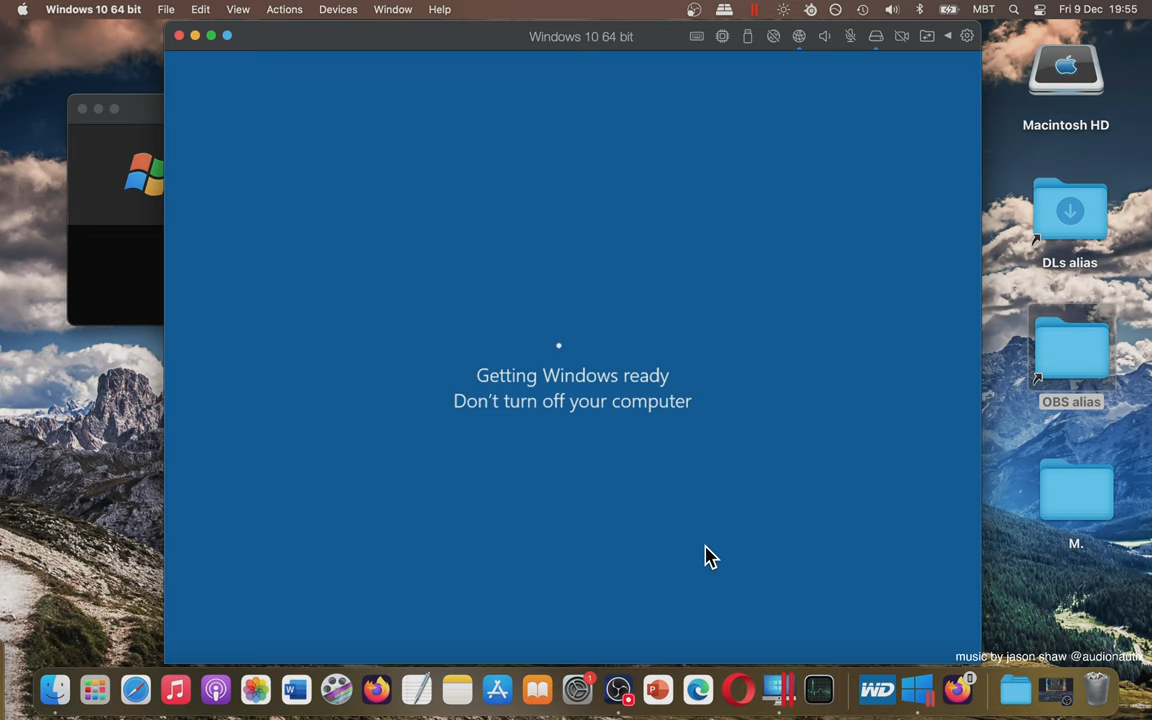 Windows 10 64 bit File Edit View Actions Devices Window Help MBT Fri 9 Dec 19:55
Windows 10 64 bit
Macintosh HD
DLs alias
Getting Windows ready
Don't turn off your computer
OBS alias
M.
music by jason shaw @audionautix
W 1 P WD